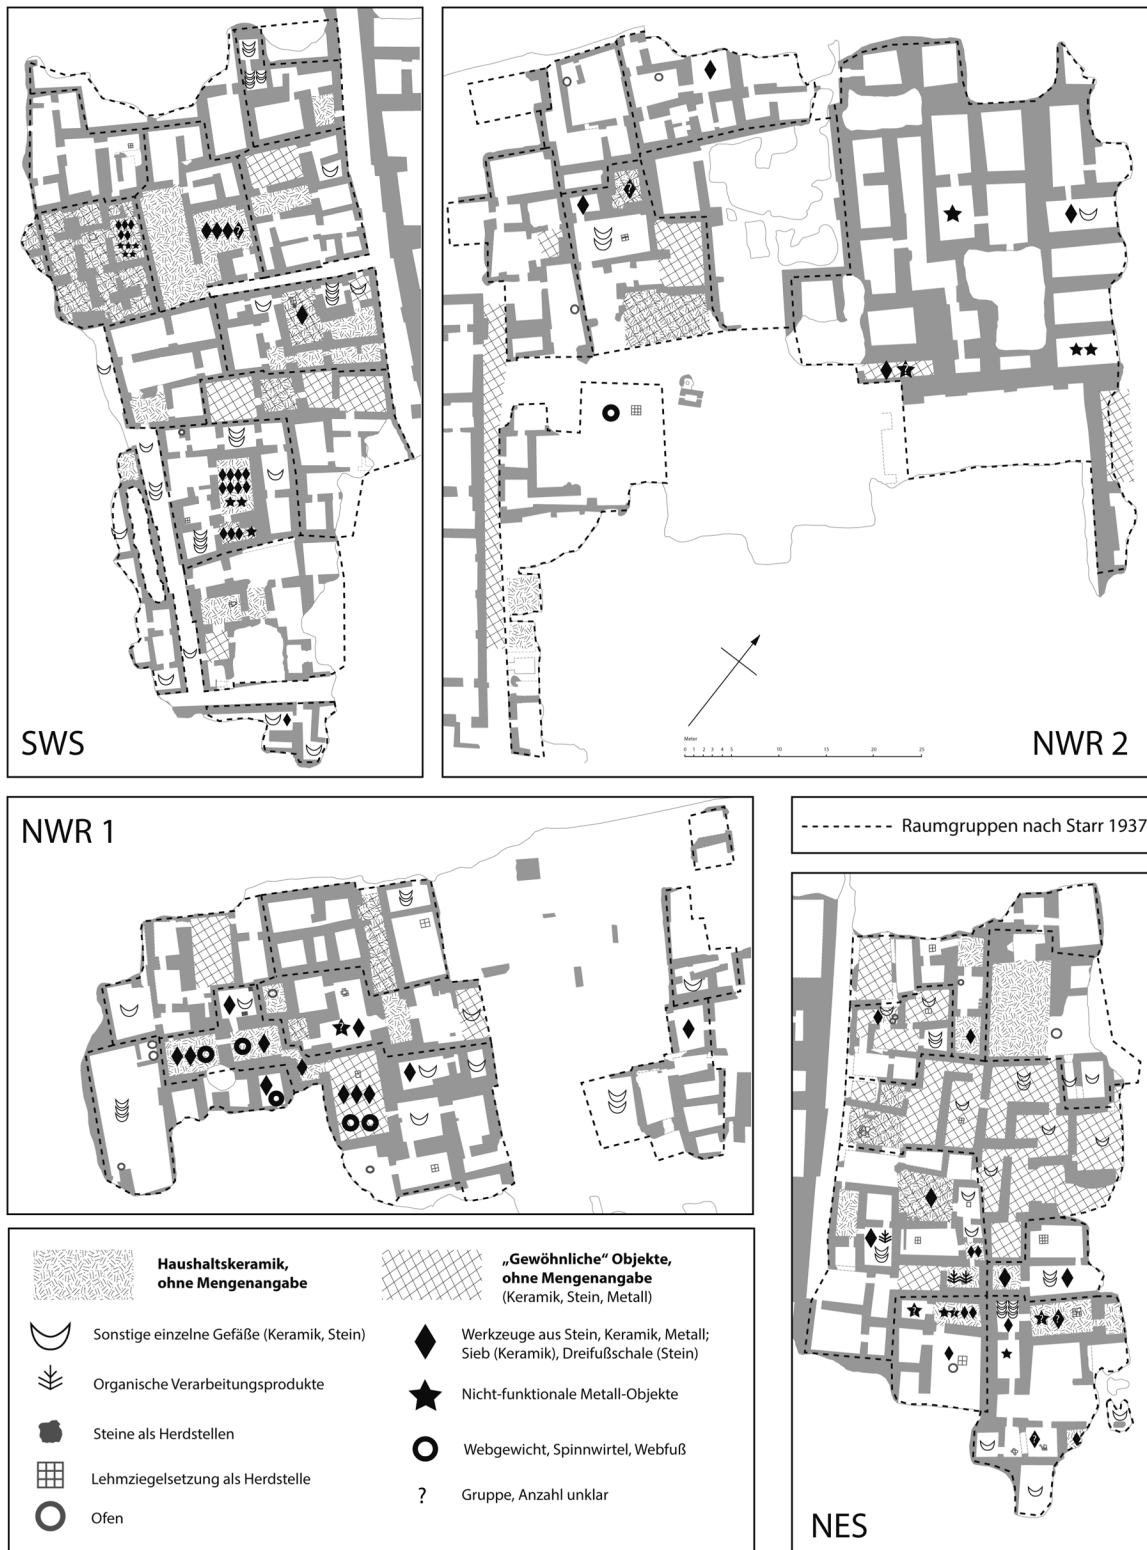 SWS
Meter
0 1 2 3 4 5 10 15 20 25
NWR 2
NWR 1
Raumgruppen nach Starr 1937
Haushaltskeramik,
ohne Mengenangabe
Sonstige einzelne Gefäße (Keramik, Stein)
Organische Verarbeitungsprodukte
Steine als Herdstellen
Lehmziegelsetzung als Herdstelle
Ofen
„Gewöhnliche“ Objekte,
ohne Mengenangabe
(Keramik, Stein, Metall)
Werkzeuge aus Stein, Keramik, Metall;
Sieb (Keramik), Dreifußschale (Stein)
Nicht-funktionale Metall-Objekte
Webgewicht, Spinnwirtel, Webfuß
? Gruppe, Anzahl unklar
NES